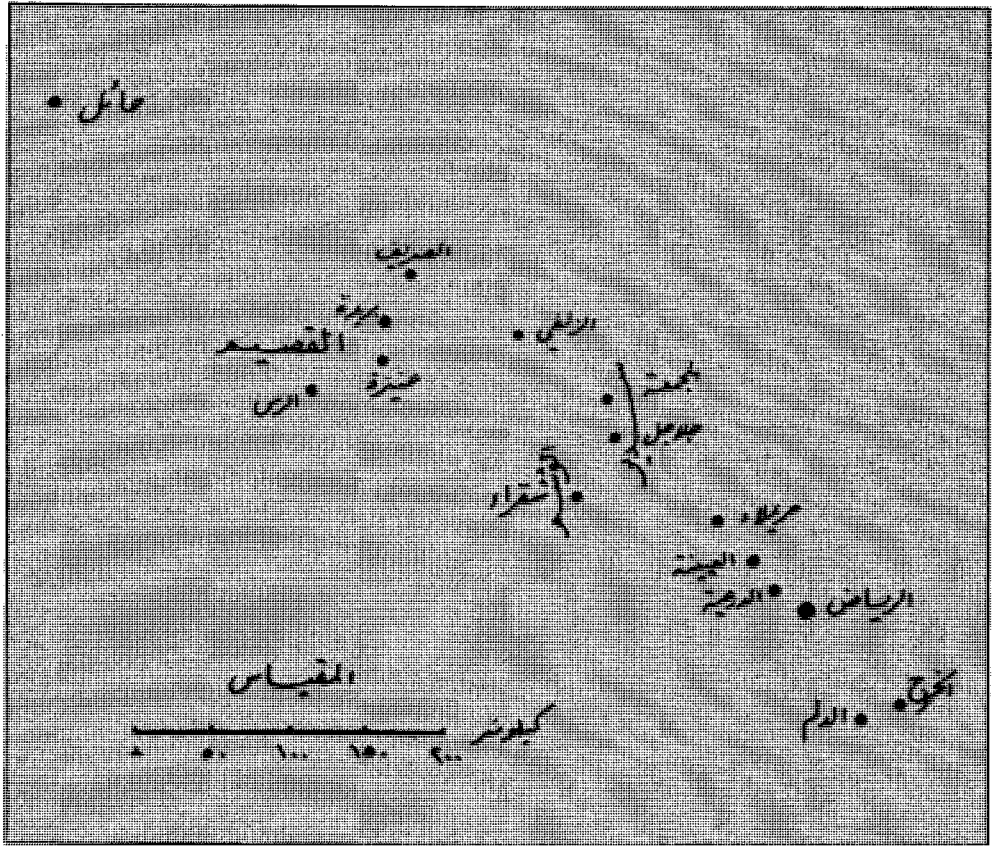 حائل
الصريف
بريدة
الزلفي
القصيم
عنيزة
المجمعة
الرس
جلاجل
شقراء
حريملاء
العيينة
الدرعية
الرياض
المقياس
الخرج
الدلم
كيلومتر
٠ ٥٠ ١٠٠ ١٥٠ ٢٠٠